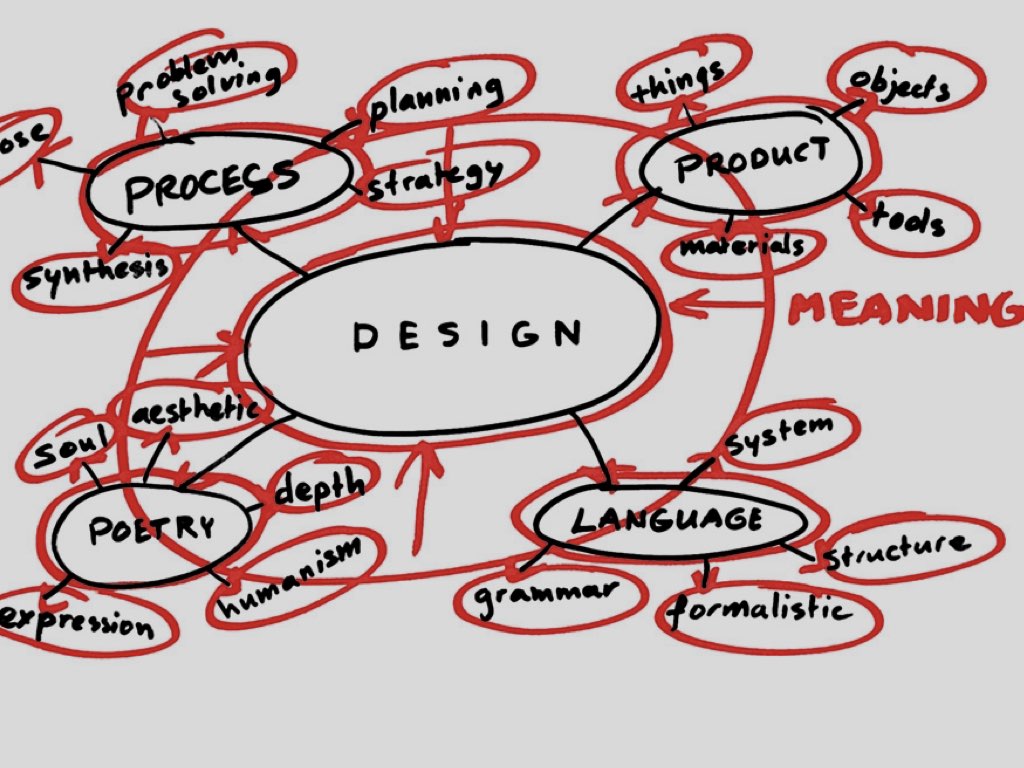 problem
solving
planning
things
objects
ose
PROCESS
strategy
PRODUCT
tools
synthesis
materials
MEANING
DESIGN
aesthetic
soul
system
depth
POETRY
LANGUAGE
structure
humanism
grammar
formalistic
expression